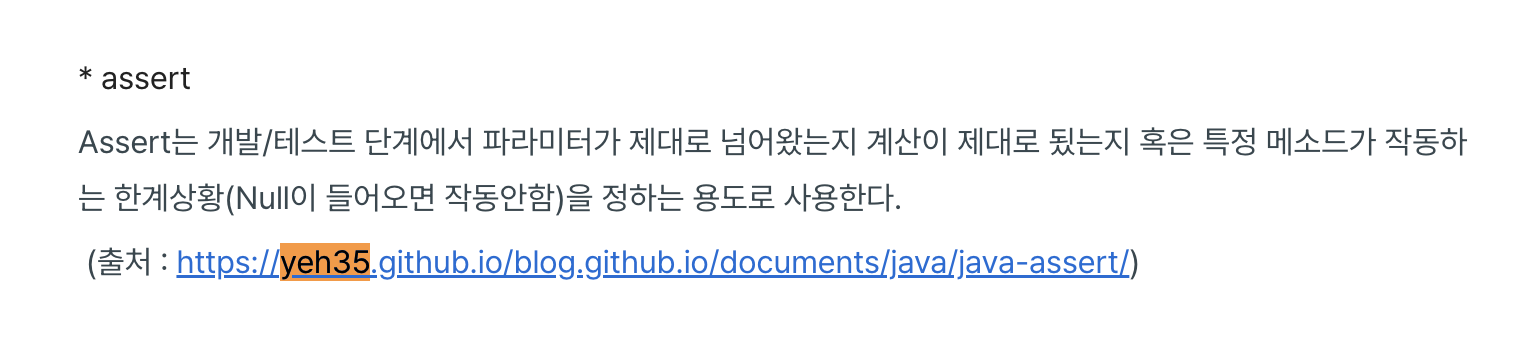 * assert
Assert는 개발/테스트 단계에서 파라미터가 제대로 넘어왔는지 계산이 제대로 됬는지 혹은 특정 메소드가 작동하
는 한계상황(Null이 들어오면 작동안함)을 정하는 용도로 사용한다.
(출처 : https://yeh35.github.io/blog.github.io/documents/java/java-assert/)